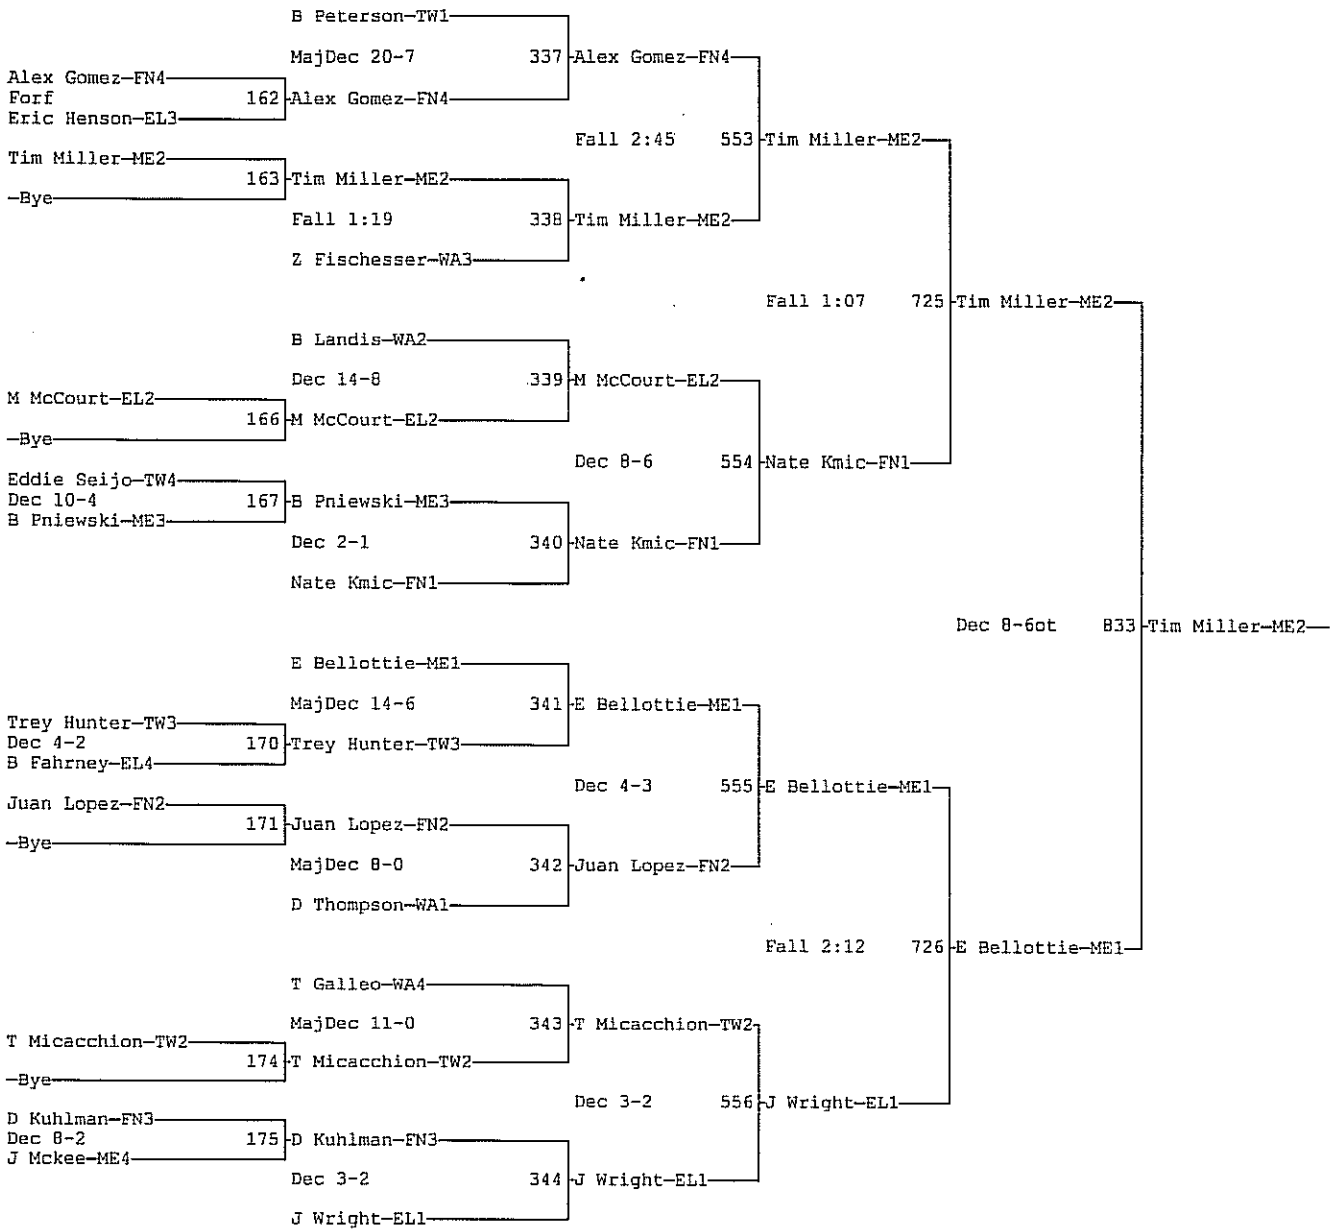 B Peterson-TW1
MajDec 20-7 337 Alex Gomez-FN4
Alex Gomez-FN4
Forf 162 Alex Gomez-FN4
Eric Henson-EL3
Fall 2:45 553 Tim Miller-ME2
Tim Miller-ME2
163 Tim Miller-ME2
-Bye
Fall 1:19 338 Tim Miller-ME2
Z Fischesser-WA3
Fall 1:07 725 Tim Miller-ME2
B Landis-WA2
Dec 14-8 339 M McCourt-EL2
M McCourt-EL2
166 M McCourt-EL2
-Bye
Dec 8-6 554 Nate Kmic-FN1
Eddie Seijo-TW4
Dec 10-4 167 B Pniewski-ME3
B Pniewski-ME3
Dec 2-1 340 Nate Kmic-FN1
Nate Kmic-FN1
Dec 8-6ot 833 Tim Miller-ME2
E Bellottie-ME1
MajDec 14-6 341 E Bellottie-ME1
Trey Hunter-TW3
Dec 4-2 170 Trey Hunter-TW3
B Fahrney-EL4
Dec 4-3 555 E Bellottie-ME1
Juan Lopez-FN2
171 Juan Lopez-FN2
-Bye
MajDec 8-0 342 Juan Lopez-FN2
D Thompson-WA1
Fall 2:12 726 E Bellottie-ME1
T Galleo-WA4
MajDec 11-0 343 T Micacchion-TW2
T Micacchion-TW2
174 T Micacchion-TW2
-Bye
Dec 3-2 556 J Wright-EL1
D Kuhlman-FN3
Dec 8-2 175 D Kuhlman-FN3
J Mckee-ME4
Dec 3-2 344 J Wright-EL1
J Wright-EL1